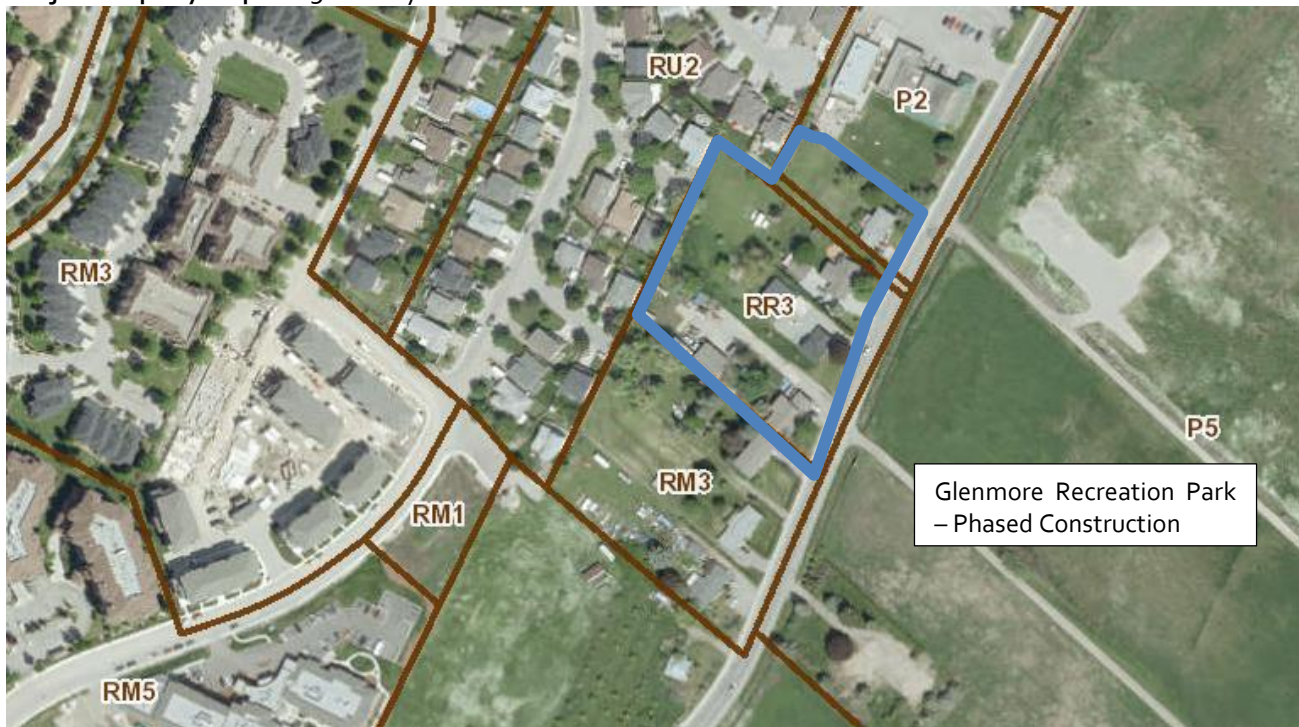 RU2
P2
RM3
RR3
P5
RM3
Glenmore Recreation Park
– Phased Construction
RM1
RM5